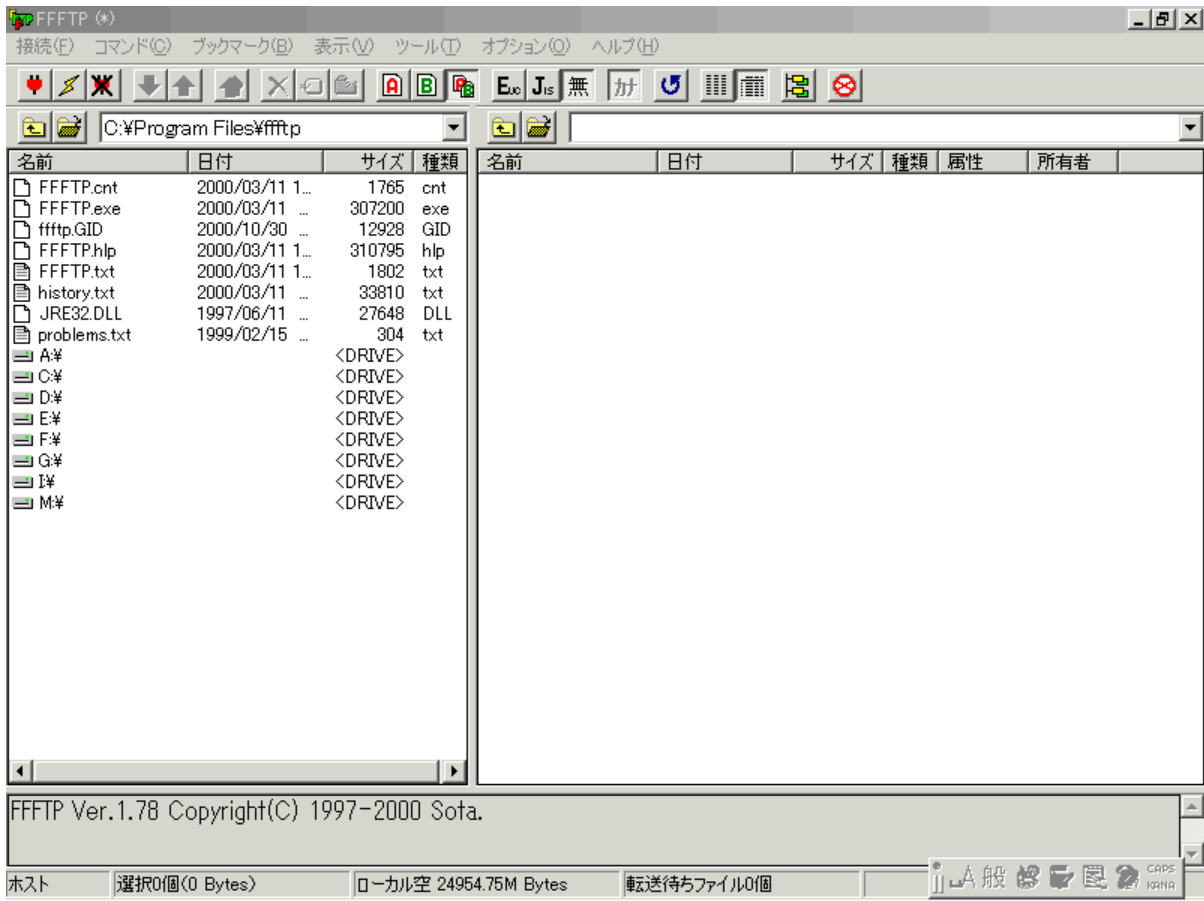 FFFTP (*)
接続(F) コマンド(C) ブックマーク(B) 表示(V) ツール(T) オプション(O) ヘルプ(H)
A B A B Euc Jis 無 カナ
C:¥Program Files¥ffftp
名前 日付 サイズ 種類 名前 日付 サイズ 種類 属性 所有者
FFFTP.cnt 2000/03/11 1... 1765 cnt
FFFTP.exe 2000/03/11 ... 307200 exe
ffftp.GID 2000/10/30 ... 12928 GID
FFFTP.hlp 2000/03/11 1... 310795 hlp
FFFTP.txt 2000/03/11 1... 1802 txt
history.txt 2000/03/11 ... 33810 txt
JRE32.DLL 1997/06/11 ... 27648 DLL
problems.txt 1999/02/15 ... 304 txt
A:¥ <DRIVE>
C:¥ <DRIVE>
D:¥ <DRIVE>
E:¥ <DRIVE>
F:¥ <DRIVE>
G:¥ <DRIVE>
I:¥ <DRIVE>
M:¥ <DRIVE>
FFFTP Ver.1.78 Copyright(C) 1997-2000 Sota.
ホスト 選択0個(0 Bytes) ローカル空 24954.75M Bytes 転送待ちファイル0個
A 般 CAPS
KANA